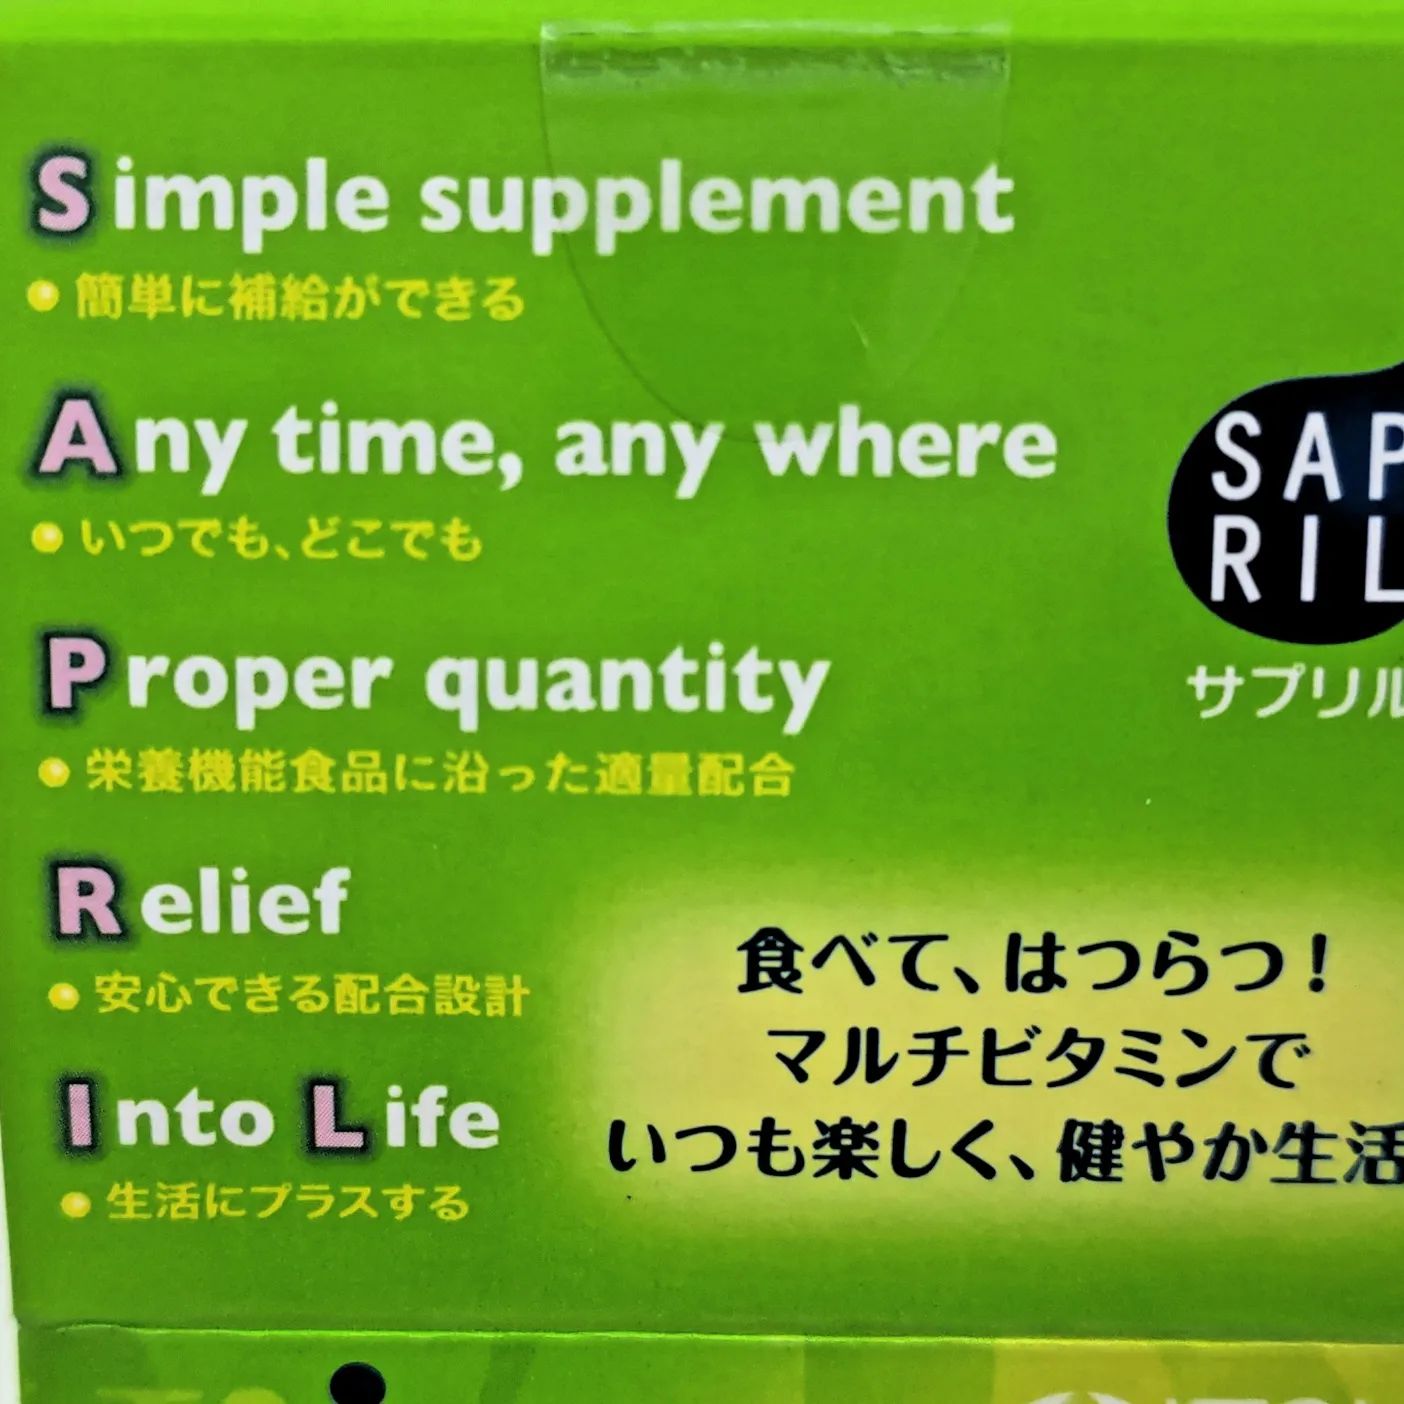 Simple supplement
● 簡単に補給ができる
Any time, any where
● いつでも、どこでも
SAP
RIL
サプリル
Proper quantity
● 栄養機能食品に沿った適量配合
Relief
● 安心できる配合設計
食べて、はつらつ！
マルチビタミンで
いつも楽しく、健やか生活
Into Life
● 生活にプラスする